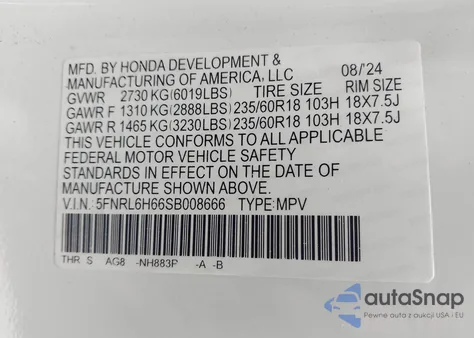 MFD. BY HONDA DEVELOPMENT &
MANUFACTURING OF AMERICA, LLC 08/'24
GVWR 2730 KG(6019LBS) TIRE SIZE RIM SIZE
GAWR F 1310 KG(2888LBS) 235/60R18 103H 18X7.5J
GAWR R 1465 KG(3230LBS) 235/60R18 103H 18X7.5J
THIS VEHICLE CONFORMS TO ALL APPLICABLE
FEDERAL MOTOR VEHICLE SAFETY
STANDARDS IN EFFECT ON THE DATE OF
MANUFACTURE SHOWN ABOVE.
V.I.N.: 5FNRL6H66SB008666 TYPE: MPV
THR S AG8 -NH883P -A -B
autoSnap
Pewne auta z okazji USA i EU